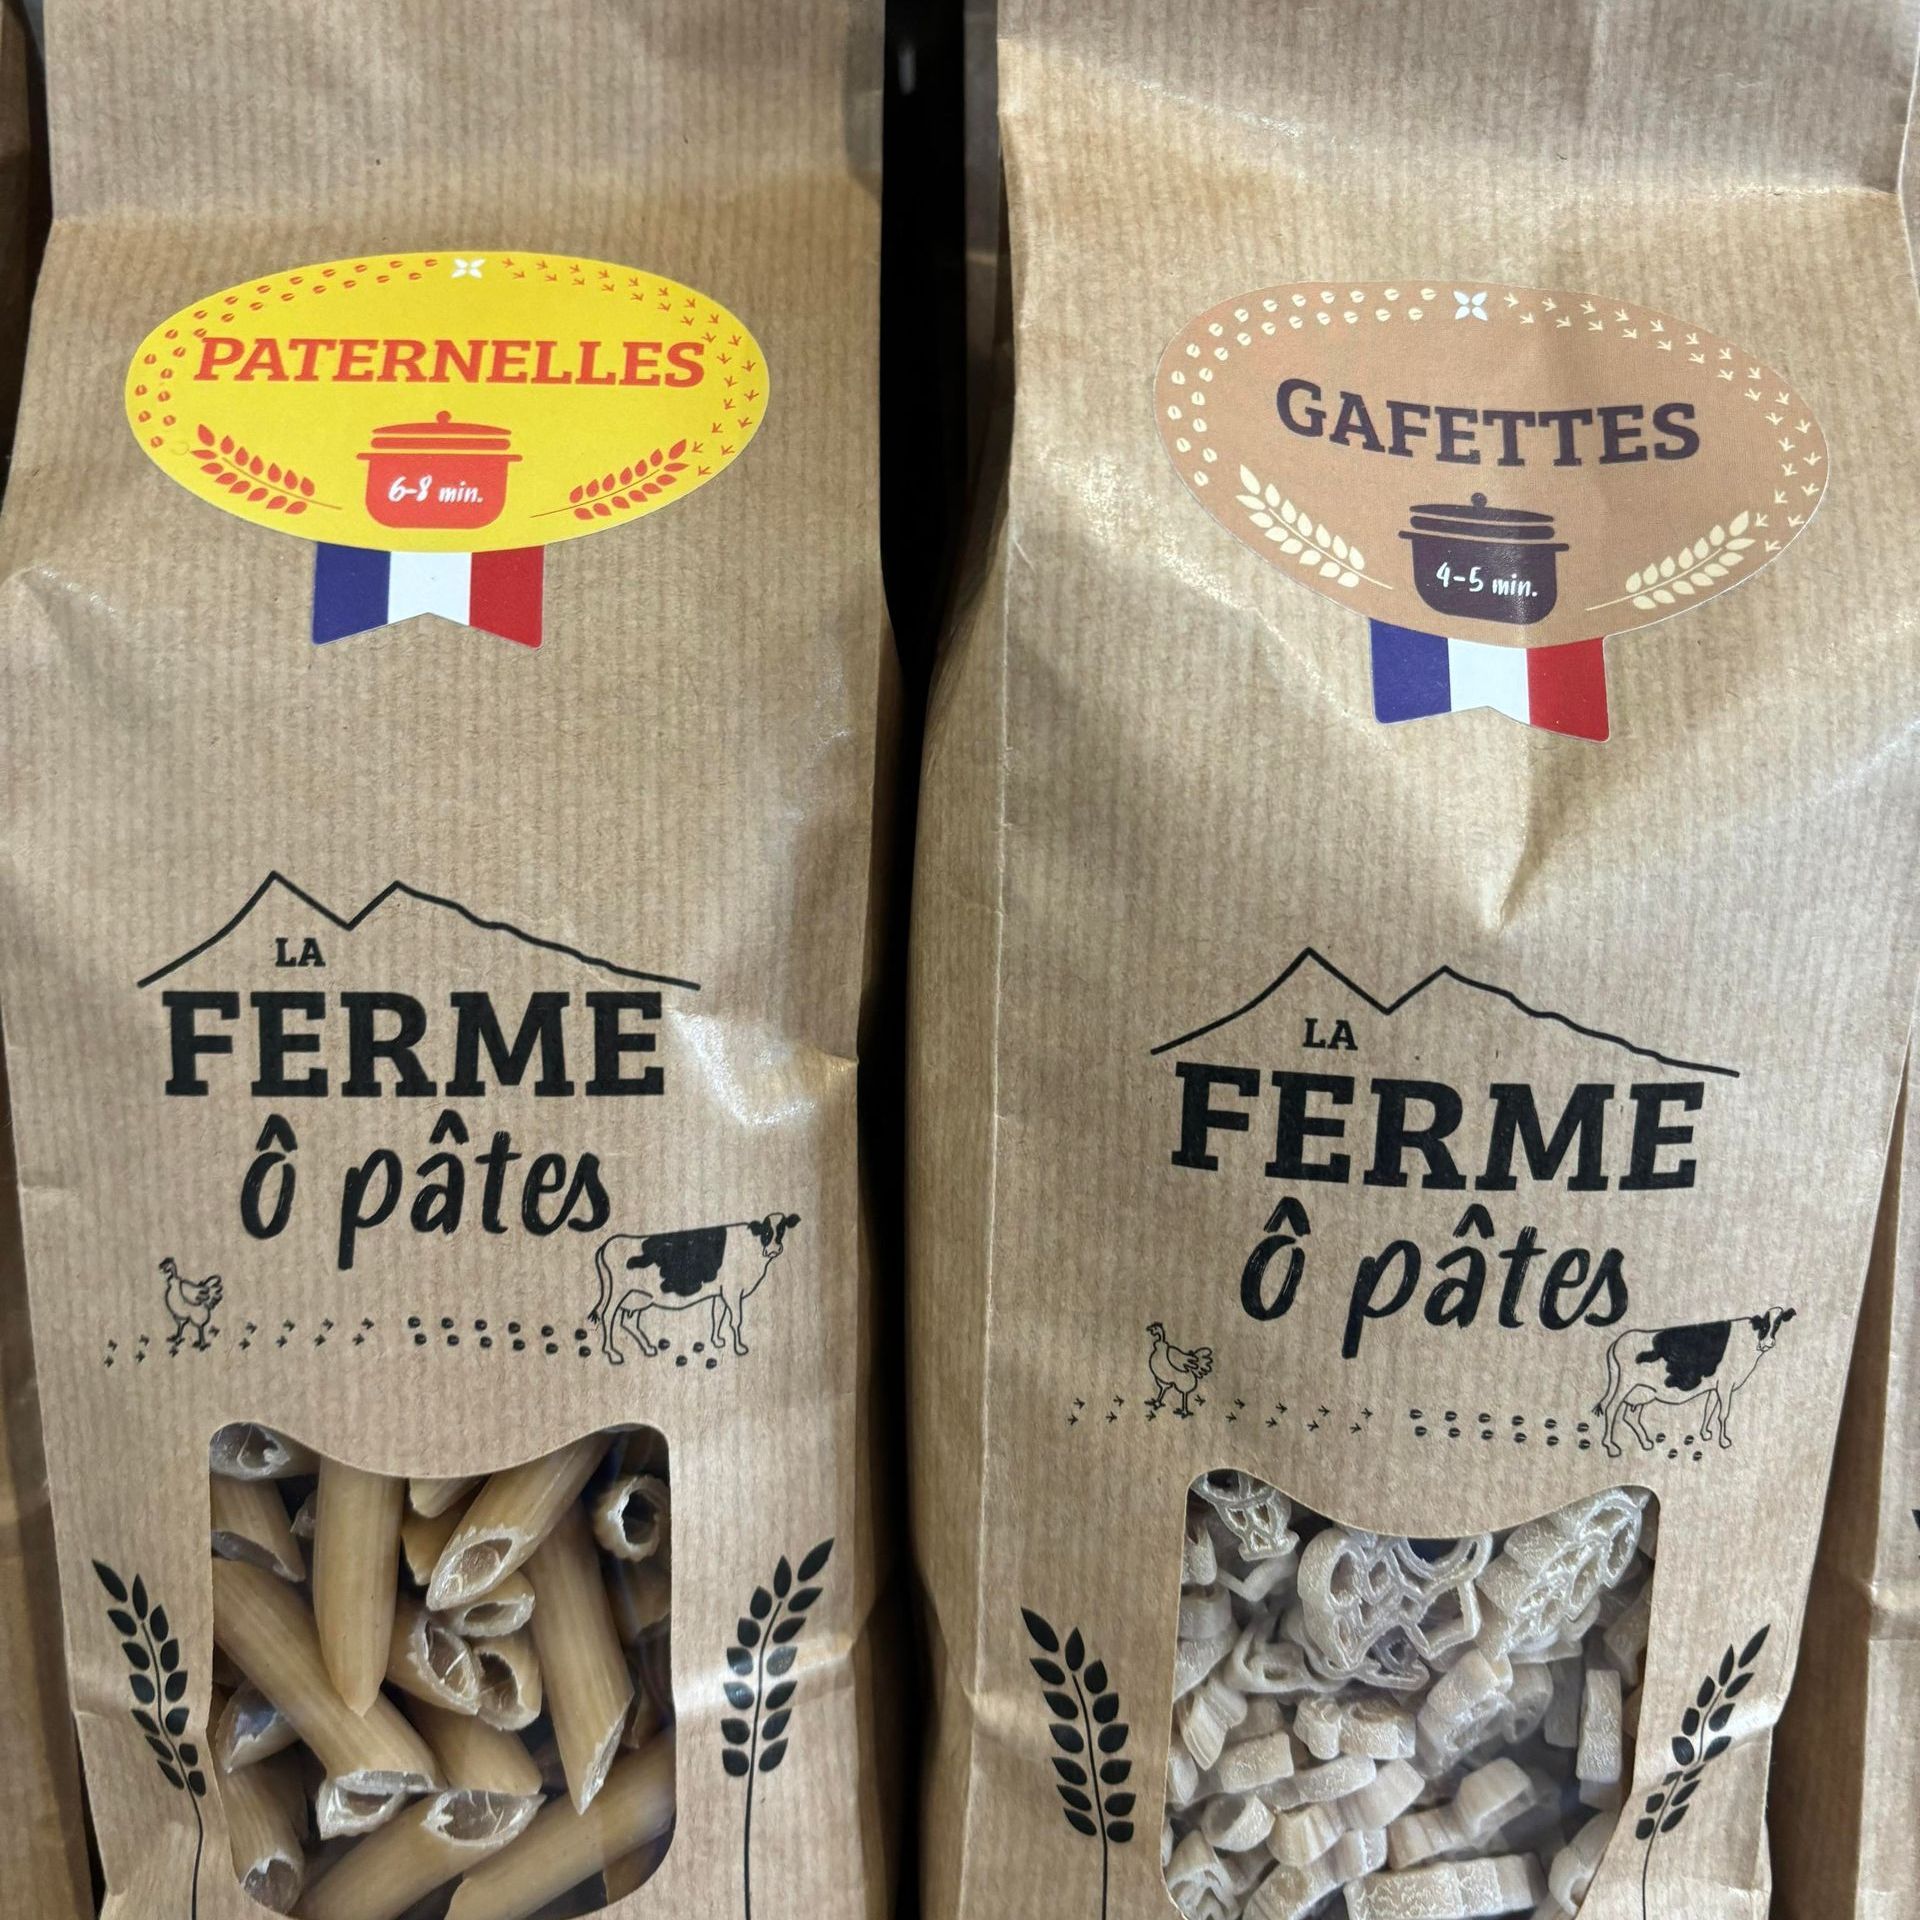 PATERNELLES
6-8 min.
LA
FERME
Ô pâtes
GAFETTES
4-5 min.
LA
FERME
Ô pâtes